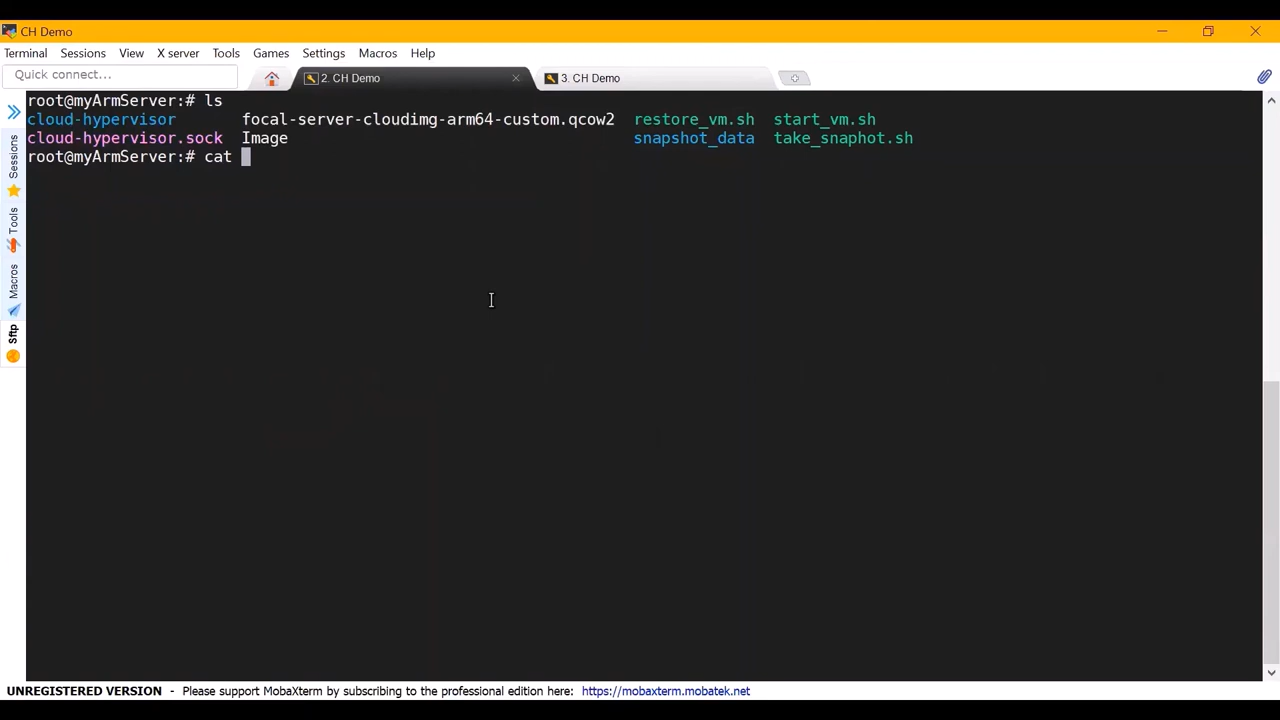 CH Demo
Terminal Sessions View X server Tools Games Settings Macros Help
Quick connect... 2. CH Demo 3. CH Demo
root@myArmServer:# ls
cloud-hypervisor focal-server-cloudimg-arm64-custom.qcow2 restore_vm.sh start_vm.sh
cloud-hypervisor.sock Image snapshot_data take_snaphot.sh
root@myArmServer:# cat
Sessions
Tools
Macros
Sftp
UNREGISTERED VERSION - Please support MobaXterm by subscribing to the professional edition here: https://mobaxterm.mobatek.net